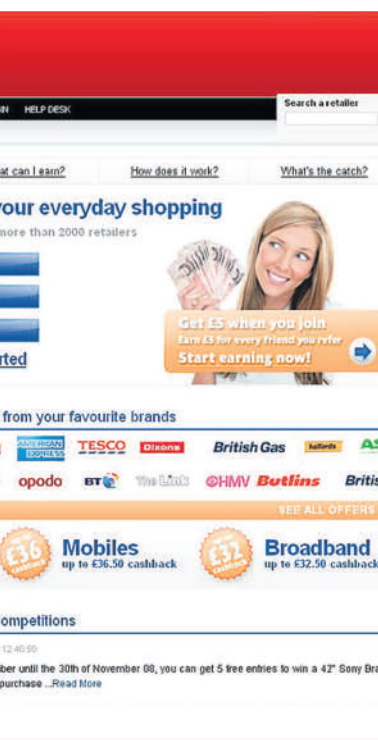 IN HELP DESK
Search a retailer
at can I earn? How does it work? What's the catch?
your everyday shopping
more than 2000 retailers
Get £5 when you join
Earn £5 for every friend you refer
Start earning now!
rted
from your favourite brands
AMERICAN EXPRESS TESCO Dixons British Gas halfords AS
opodo BT The Link HMV Butlins Britis
SEE ALL OFFERS
£36 Mobiles £32 Broadband
up to £36.50 cashback up to £32.50 cashback
ompetitions
12:40:50
ber until the 30th of November 08, you can get 5 free entries to win a 42" Sony Bra
purchase ...Read More